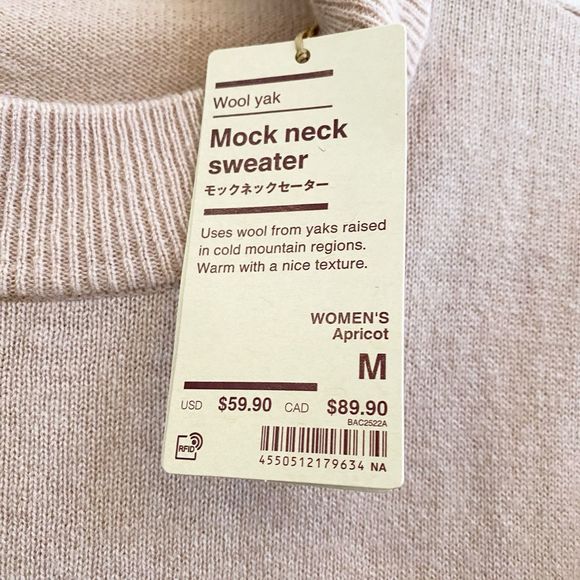 Wool yak
Mock neck
sweater
モックネックセーター
Uses wool from yaks raised
in cold mountain regions.
Warm with a nice texture.
WOMEN'S
Apricot
M
USD $59.90 CAD $89.90
BAC2522A
RFID
4550512179634 NA